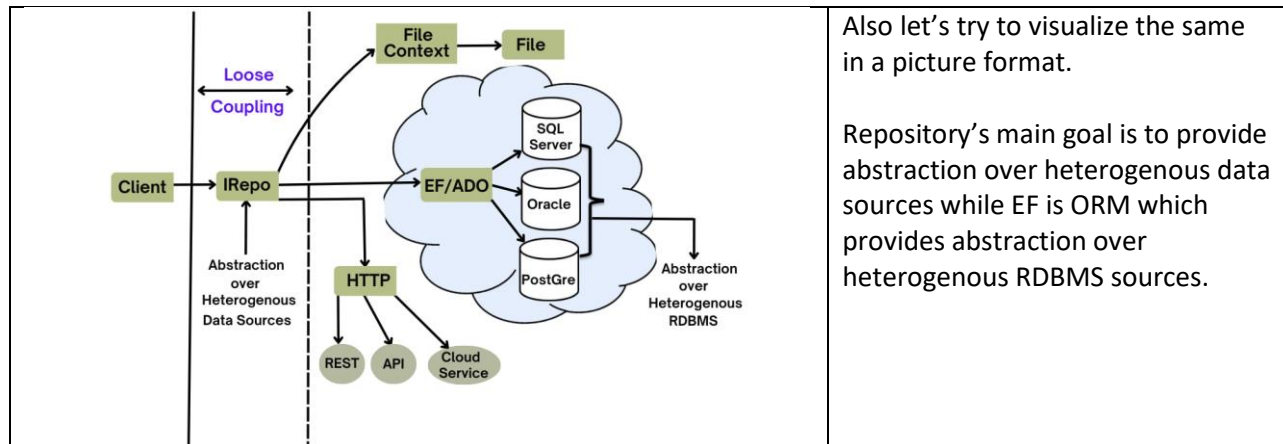 File
Context
File
Loose
Coupling
SQL
Server
Client
IRepo
EF/ADO
Oracle
PostGre
Abstraction
over
Heterogenous
Data Sources
HTTP
Abstraction
over
Heterogenous
RDBMS
REST
API
Cloud
Service
Also let’s try to visualize the same
in a picture format.
Repository’s main goal is to provide
abstraction over heterogenous data
sources while EF is ORM which
provides abstraction over
heterogenous RDBMS sources.